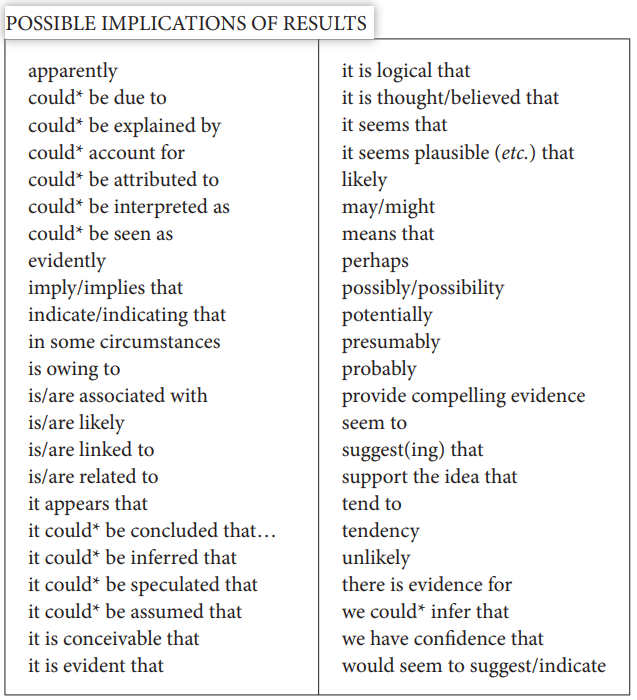 POSSIBLE IMPLICATIONS OF RESULTS
apparently
could* be due to
could* be explained by
could* account for
could* be attributed to
could* be interpreted as
could* be seen as
evidently
imply/implies that
indicate/indicating that
in some circumstances
is owing to
is/are associated with
is/are likely
is/are linked to
is/are related to
it appears that
it could* be concluded that…
it could* be inferred that
it could* be speculated that
it could* be assumed that
it is conceivable that
it is evident that
it is logical that
it is thought/believed that
it seems that
it seems plausible (etc.) that
likely
may/might
means that
perhaps
possibly/possibility
potentially
presumably
probably
provide compelling evidence
seem to
suggest(ing) that
support the idea that
tend to
tendency
unlikely
there is evidence for
we could* infer that
we have confidence that
would seem to suggest/indicate